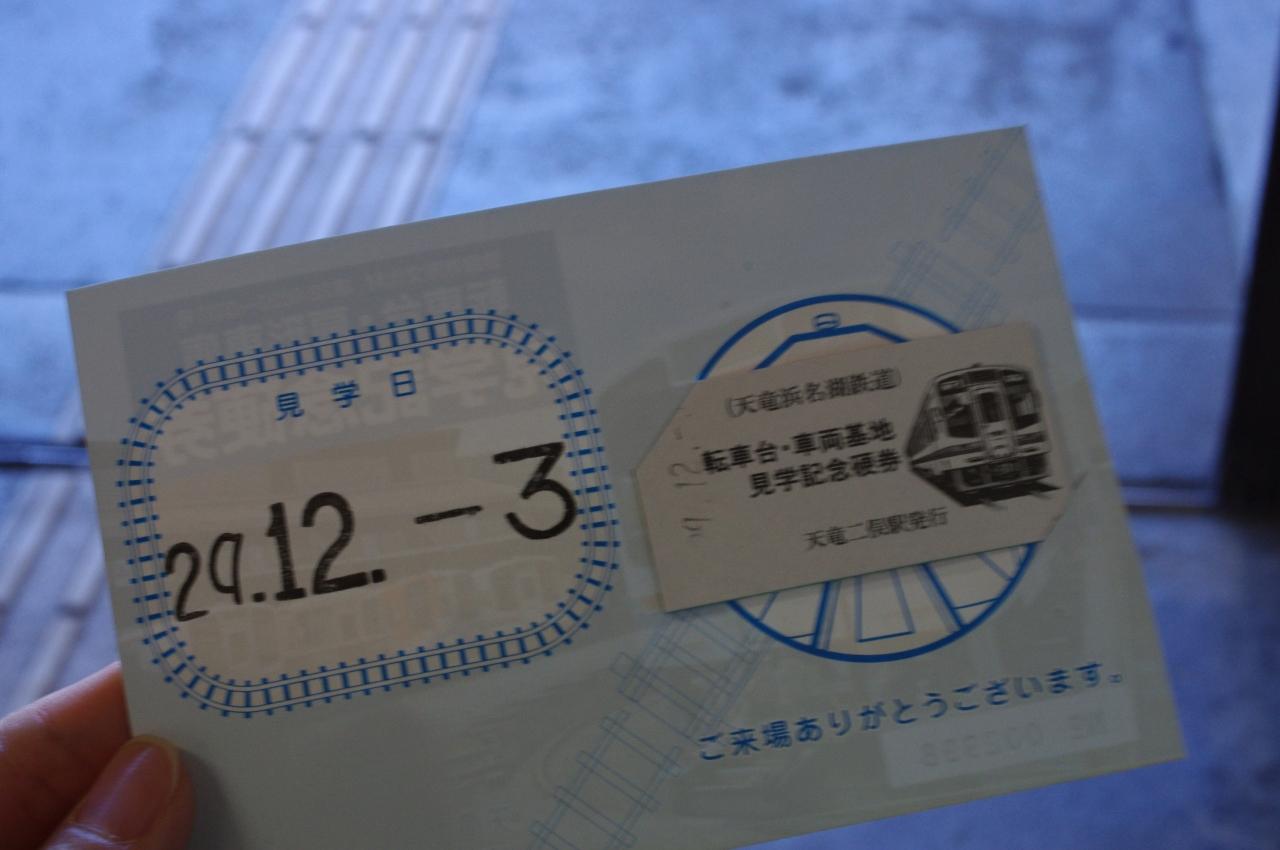 見学日
29.12.-3
(天竜浜名湖鉄道)
転車台・車両基地
見学記念硬券
天竜二俣駅発行
ご来場ありがとうございます。